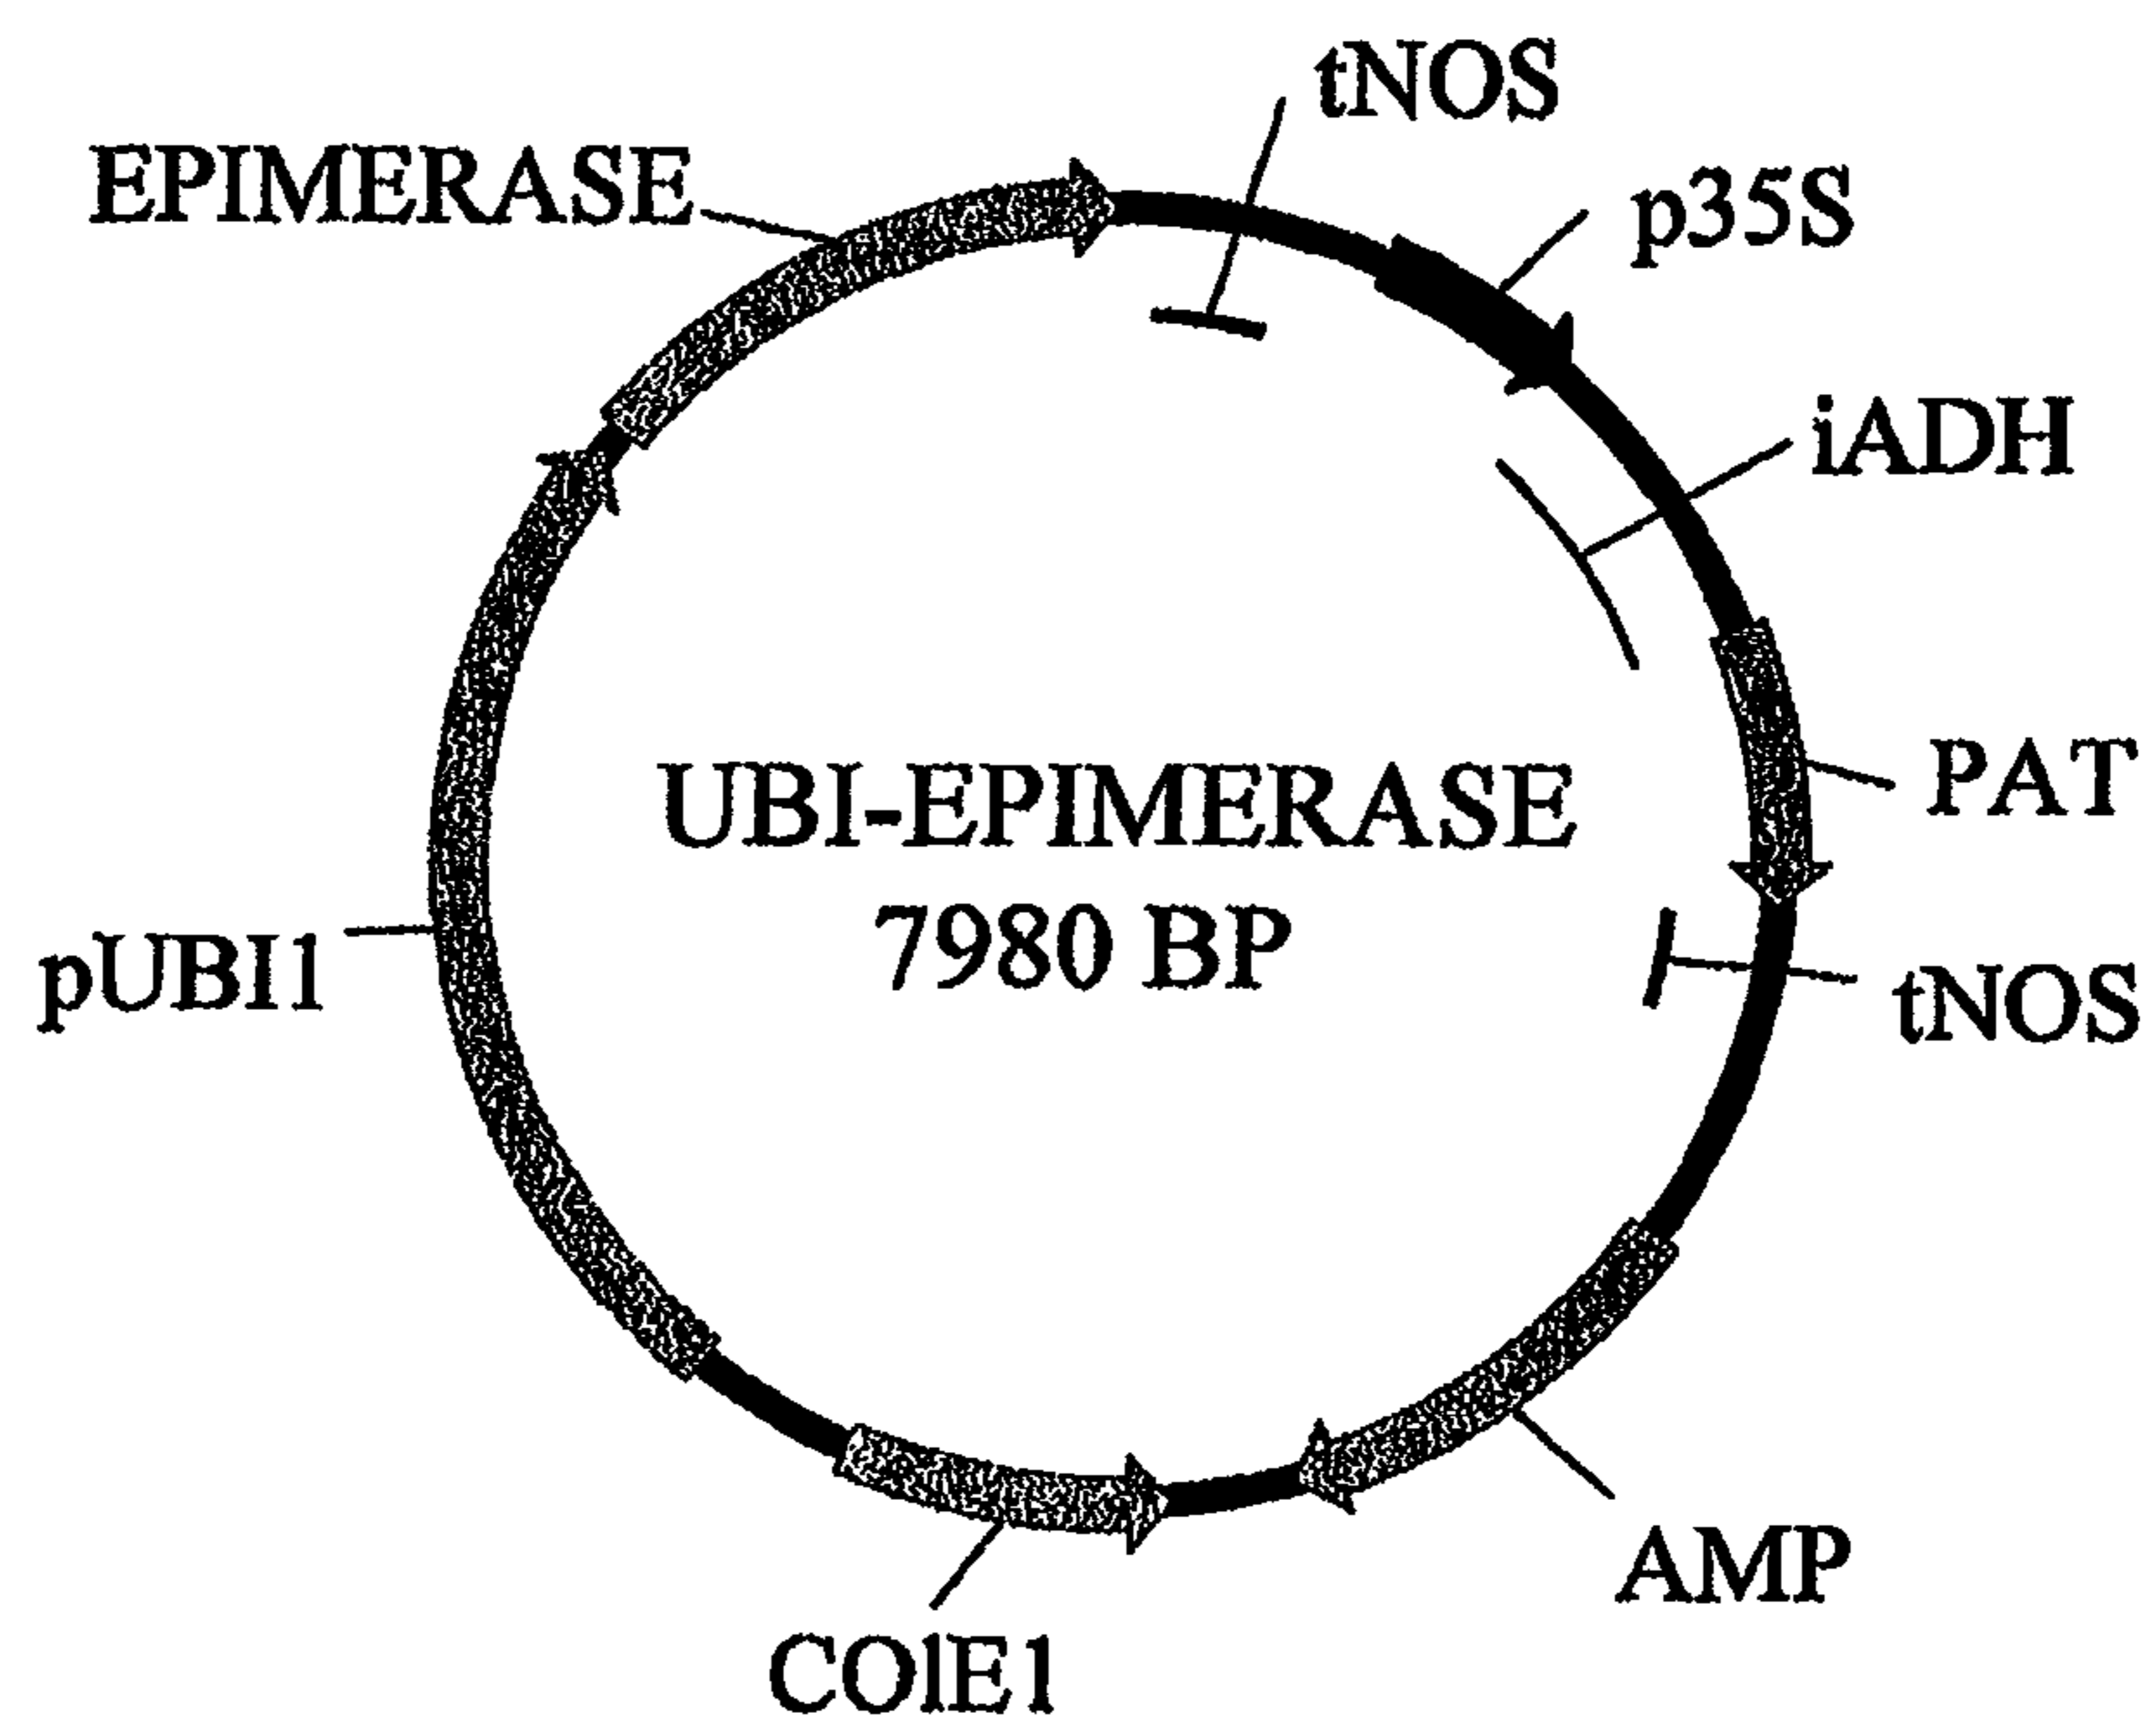 tNOS
EPIMERASE
p35S
iADH
PAT
UBI-EPIMERASE
7980 BP
pUBI1
tNOS
AMP
COlE1